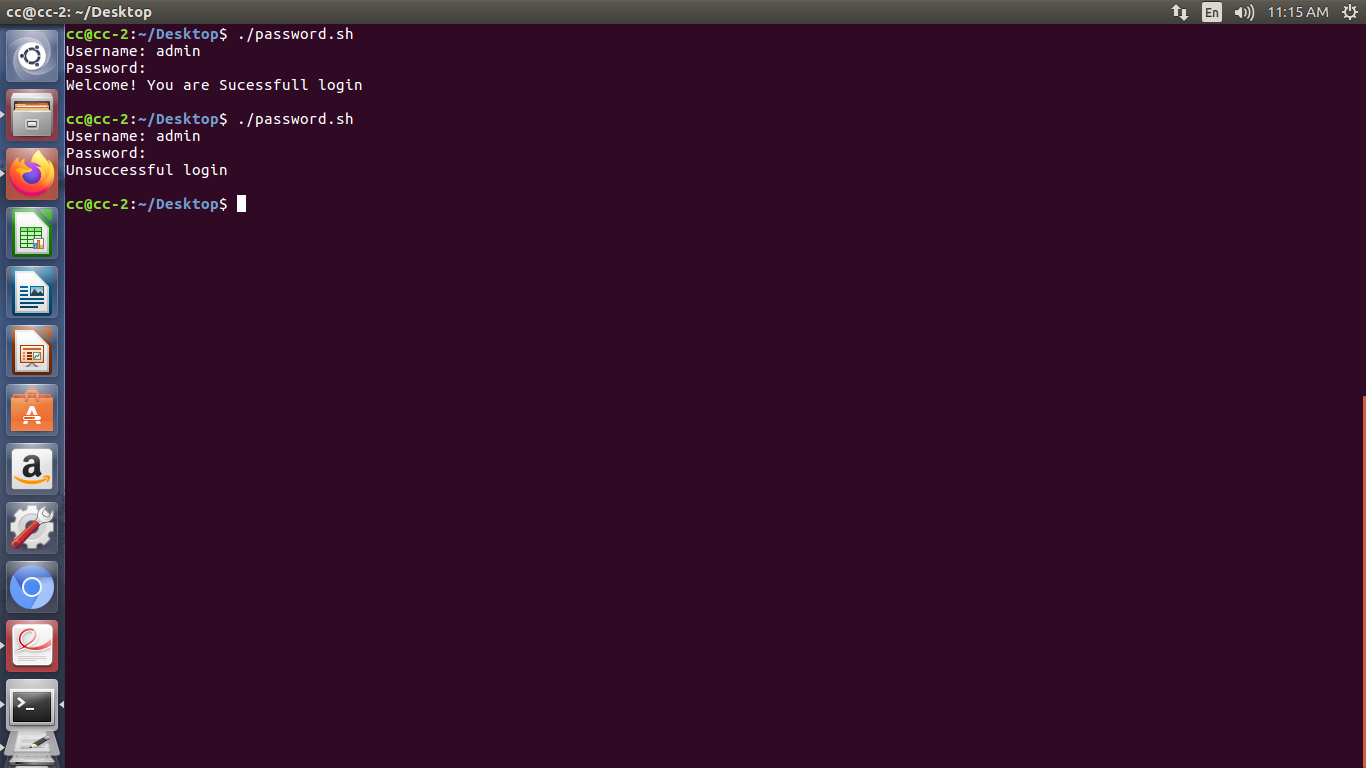 cc@cc-2: ~/Desktop
En
11:15 AM
cc@cc-2:~/Desktop$ ./password.sh
Username: admin
Password:
Welcome! You are Sucessfull login
cc@cc-2:~/Desktop$ ./password.sh
Username: admin
Password:
Unsuccessful login
cc@cc-2:~/Desktop$